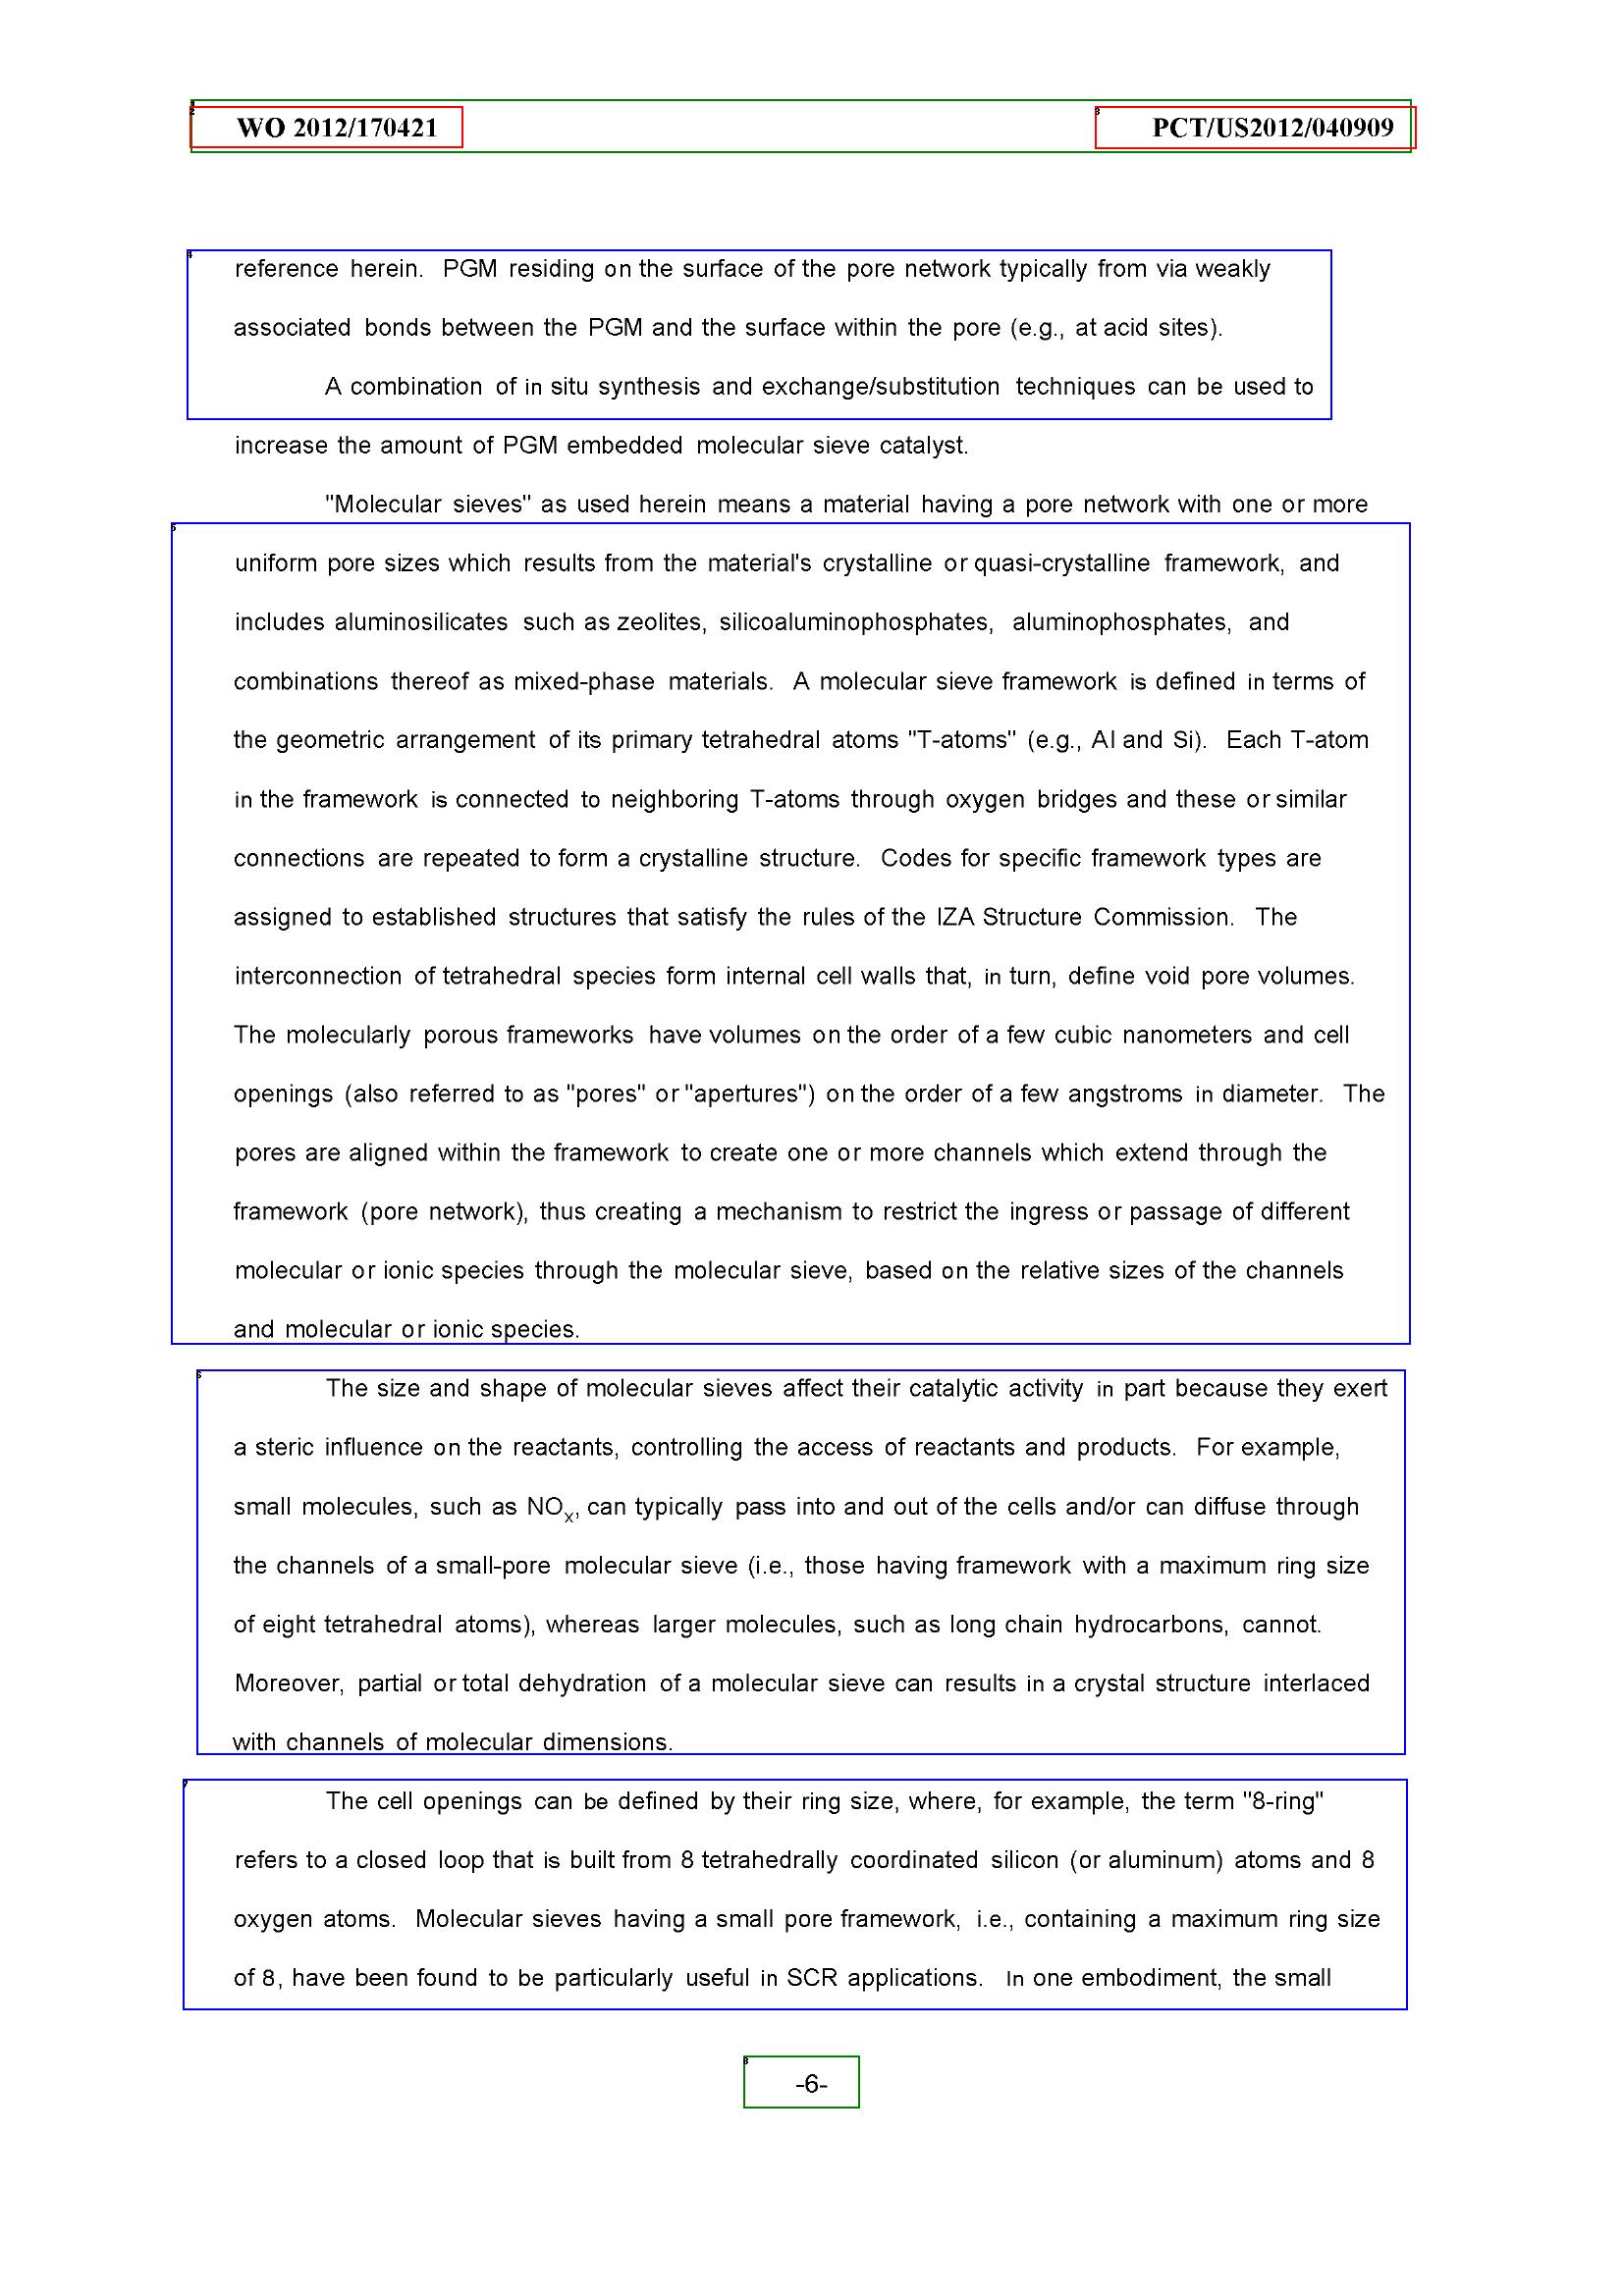 WO 2012/170421 PCT/US2012/040909
reference herein. PGM residing on the surface of the pore network typically from via weakly
associated bonds between the PGM and the surface within the pore (e.g., at acid sites).
A combination of in situ synthesis and exchange/substitution techniques can be used to
increase the amount of PGM embedded molecular sieve catalyst.
"Molecular sieves" as used herein means a material having a pore network with one or more
uniform pore sizes which results from the material's crystalline or quasi-crystalline framework, and
includes aluminosilicates such as zeolites, silicoaluminophosphates, aluminophosphates, and
combinations thereof as mixed-phase materials. A molecular sieve framework is defined in terms of
the geometric arrangement of its primary tetrahedral atoms "T-atoms" (e.g., Al and Si). Each T-atom
in the framework is connected to neighboring T-atoms through oxygen bridges and these or similar
connections are repeated to form a crystalline structure. Codes for specific framework types are
assigned to established structures that satisfy the rules of the IZA Structure Commission. The
interconnection of tetrahedral species form internal cell walls that, in turn, define void pore volumes.
The molecularly porous frameworks have volumes on the order of a few cubic nanometers and cell
openings (also referred to as "pores" or "apertures") on the order of a few angstroms in diameter. The
pores are aligned within the framework to create one or more channels which extend through the
framework (pore network), thus creating a mechanism to restrict the ingress or passage of different
molecular or ionic species through the molecular sieve, based on the relative sizes of the channels
and molecular or ionic species.
The size and shape of molecular sieves affect their catalytic activity in part because they exert
a steric influence on the reactants, controlling the access of reactants and products. For example,
small molecules, such as NOx, can typically pass into and out of the cells and/or can diffuse through
the channels of a small-pore molecular sieve (i.e., those having framework with a maximum ring size
of eight tetrahedral atoms), whereas larger molecules, such as long chain hydrocarbons, cannot.
Moreover, partial or total dehydration of a molecular sieve can results in a crystal structure interlaced
with channels of molecular dimensions.
The cell openings can be defined by their ring size, where, for example, the term "8-ring"
refers to a closed loop that is built from 8 tetrahedrally coordinated silicon (or aluminum) atoms and 8
oxygen atoms. Molecular sieves having a small pore framework, i.e., containing a maximum ring size
of 8, have been found to be particularly useful in SCR applications. In one embodiment, the small
-6-